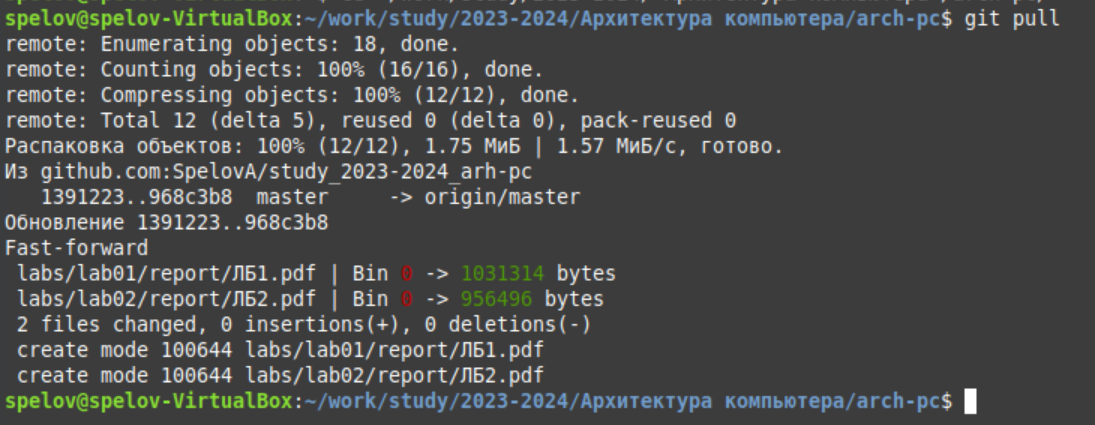 spelov@spelov-VirtualBox:~/work/study/2023-2024/Архитектура компьютера/arch-pc$ git pull
remote: Enumerating objects: 18, done.
remote: Counting objects: 100% (16/16), done.
remote: Compressing objects: 100% (12/12), done.
remote: Total 12 (delta 5), reused 0 (delta 0), pack-reused 0
Распаковка объектов: 100% (12/12), 1.75 МиБ | 1.57 МиБ/с, готово.
Из github.com:SpelovA/study_2023-2024_arh-pc
   1391223..968c3b8  master     -> origin/master
Обновление 1391223..968c3b8
Fast-forward
 labs/lab01/report/ЛБ1.pdf | Bin 0 -> 1031314 bytes
 labs/lab02/report/ЛБ2.pdf | Bin 0 -> 956496 bytes
 2 files changed, 0 insertions(+), 0 deletions(-)
 create mode 100644 labs/lab01/report/ЛБ1.pdf
 create mode 100644 labs/lab02/report/ЛБ2.pdf
spelov@spelov-VirtualBox:~/work/study/2023-2024/Архитектура компьютера/arch-pc$